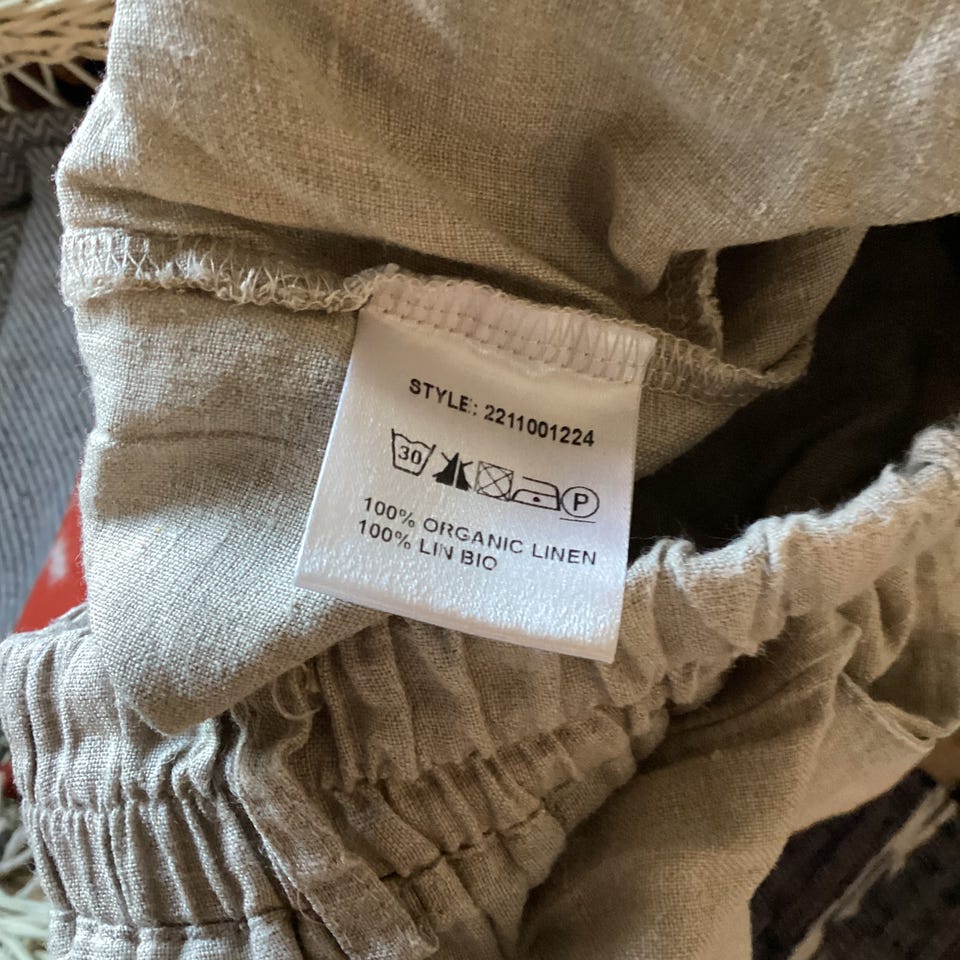 STYLE: 2211001224
30 P
100% ORGANIC LINEN
100% LIN BIO